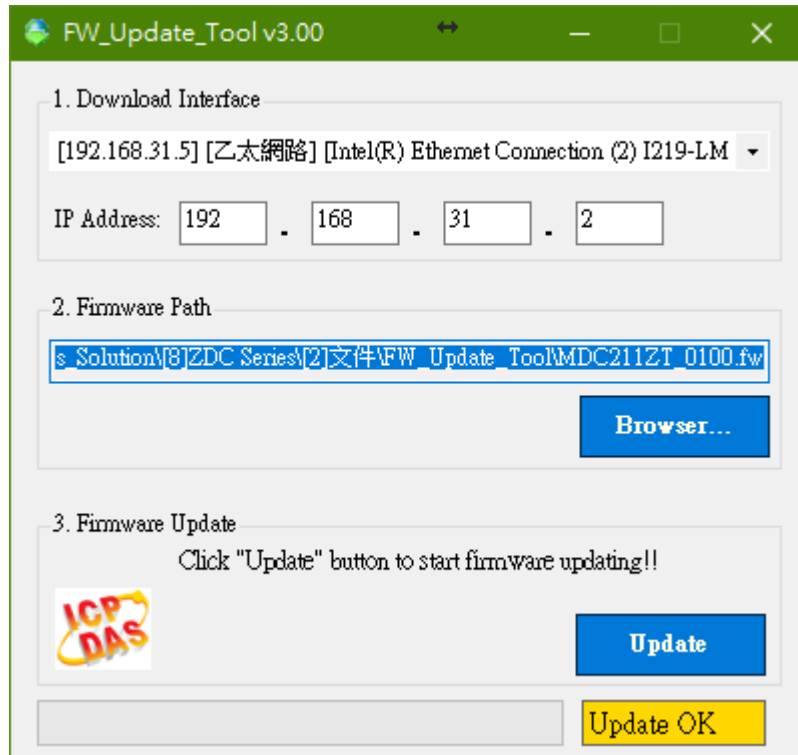 FW_Update_Tool v3.00
1. Download Interface
[192.168.31.5] [乙太網路] [Intel(R) Ethernet Connection (2) I219-LM
IP Address: 192 . 168 . 31 . 2
2. Firmware Path
s_Solution\[8]ZDC Series\[2]文件\FW_Update_Tool\MDC211ZT_0100.fw
Browser...
3. Firmware Update
Click "Update" button to start firmware updating!!
ICP
DAS
Update
Update OK